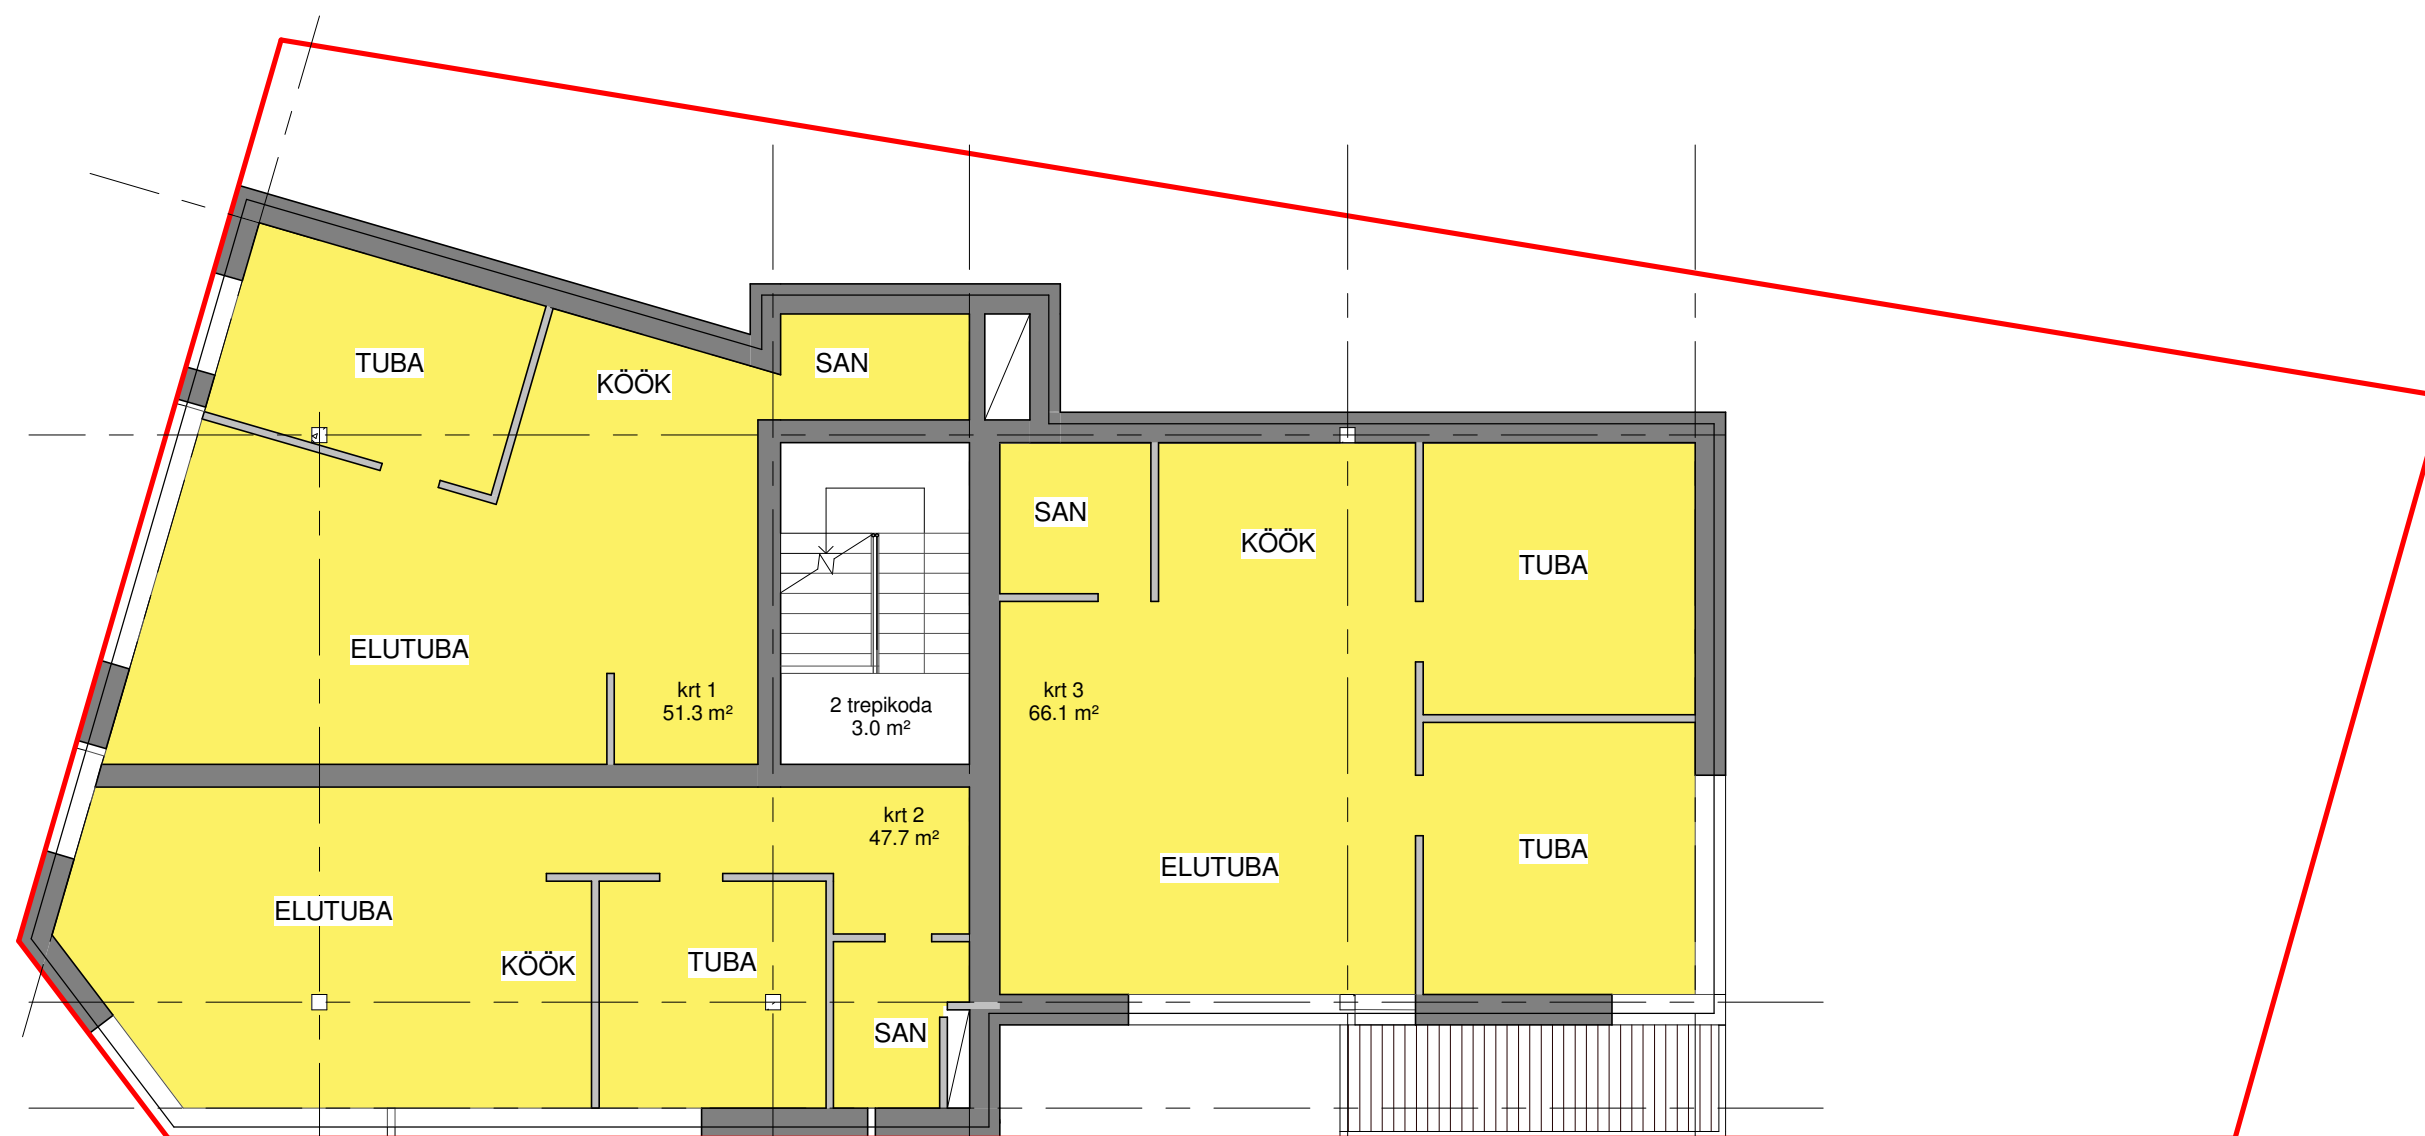 TUBA
KÖÖK
SAN
ELUTUBA
krt 1
51.3 m²
2 trepikoda
3.0 m²
SAN
KÖÖK
TUBA
krt 3
66.1 m²
krt 2
47.7 m²
ELUTUBA
TUBA
ELUTUBA
KÖÖK
TUBA
SAN